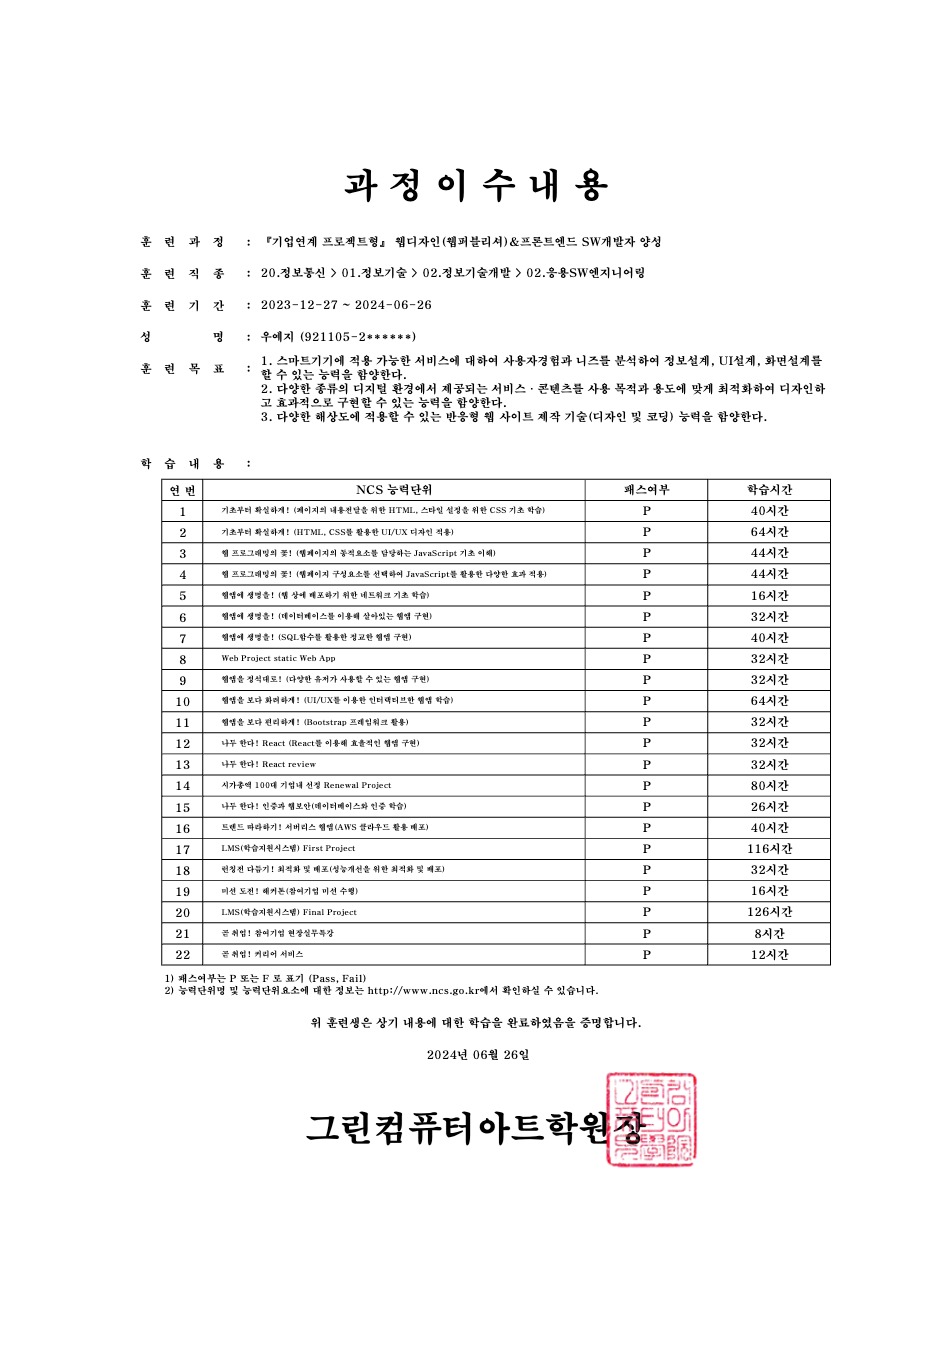 과정이수내용
훈련과정 : 『기업연계 프로젝트형』 웹디자인(웹퍼블리셔)&프론트엔드 SW개발자 양성
훈련직종 : 20.정보통신 > 01.정보기술 > 02.정보기술개발 > 02.응용SW엔지니어링
훈련기간 : 2023-12-27 ~ 2024-06-26
성명 : 우예지 (921105-2******)
훈련목표 : 1. 스마트기기에 적용 가능한 서비스에 대하여 사용자경험과 니즈를 분석하여 정보설계, UI설계, 화면설계를
할 수 있는 능력을 함양한다.
2. 다양한 종류의 디지털 환경에서 제공되는 서비스 · 콘텐츠를 사용 목적과 용도에 맞게 최적화하여 디자인하
고 효과적으로 구현할 수 있는 능력을 함양한다.
3. 다양한 해상도에 적용할 수 있는 반응형 웹 사이트 제작 기술(디자인 및 코딩) 능력을 함양한다.
학습내용 :
연번 NCS 능력단위 패스여부 학습시간
1 기초부터 확실하게! (페이지의 내용전달을 위한 HTML, 스타일 설정을 위한 CSS 기초 학습) P 40시간
2 기초부터 확실하게! (HTML, CSS를 활용한 UI/UX 디자인 적용) P 64시간
3 웹 프로그래밍의 꽃! (웹페이지의 동적요소를 담당하는 JavaScript 기초 이해) P 44시간
4 웹 프로그래밍의 꽃! (웹페이지 구성요소를 선택하여 JavaScript를 활용한 다양한 효과 적용) P 44시간
5 웹앱에 생명을! (웹 상에 배포하기 위한 네트워크 기초 학습) P 16시간
6 웹앱에 생명을! (데이터베이스를 이용해 살아있는 웹앱 구현) P 32시간
7 웹앱에 생명을! (SQL함수를 활용한 정교한 웹앱 구현) P 40시간
8 Web Project static Web App P 32시간
9 웹앱을 정석대로! (다양한 유저가 사용할 수 있는 웹앱 구현) P 32시간
10 웹앱을 보다 화려하게! (UI/UX를 이용한 인터랙티브한 웹앱 학습) P 64시간
11 웹앱을 보다 편리하게! (Bootstrap 프레임워크 활용) P 32시간
12 나두 한다! React (React를 이용해 효율적인 웹앱 구현) P 32시간
13 나두 한다! React review P 32시간
14 시가총액 100대 기업내 선정 Renewal Project P 80시간
15 나두 한다! 인증과 웹보안(데이터베이스와 인증 학습) P 26시간
16 트랜드 따라하기! 서버리스 웹앱(AWS 클라우드 활용 배포) P 40시간
17 LMS(학습지원시스템) First Project P 116시간
18 런칭전 다듬기! 최적화 및 배포(성능개선을 위한 최적화 및 배포) P 32시간
19 미션 도전! 해커톤(참여기업 미션 수행) P 16시간
20 LMS(학습지원시스템) Final Project P 126시간
21 곧 취업! 참여기업 현장실무특강 P 8시간
22 곧 취업! 커리어 서비스 P 12시간
1) 패스여부는 P 또는 F 로 표기 (Pass, Fail)
2) 능력단위명 및 능력단위요소에 대한 정보는 http://www.ncs.go.kr에서 확인하실 수 있습니다.
위 훈련생은 상기 내용에 대한 학습을 완료하였음을 증명합니다.
2024년 06월 26일
그린컴퓨터아트학원장